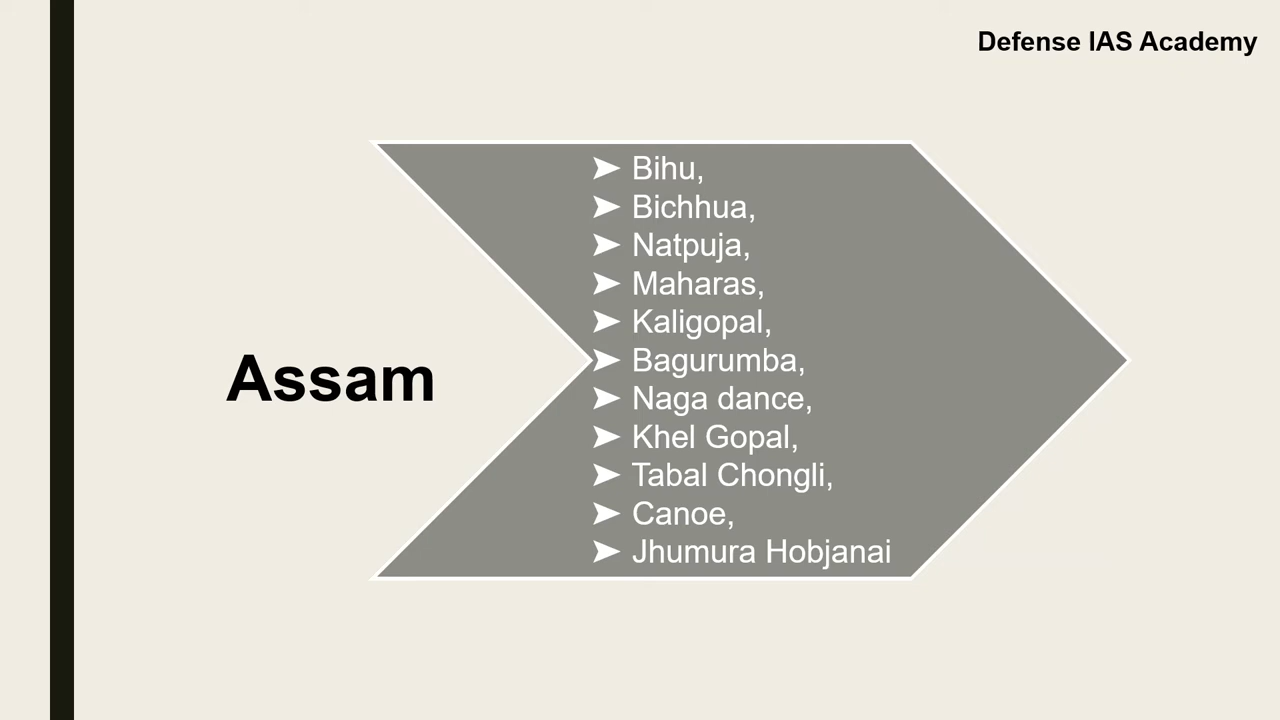 Defense IAS Academy
Assam
➤ Bihu,
➤ Bichhua,
➤ Natpuja,
➤ Maharas,
➤ Kaligopal,
➤ Bagurumba,
➤ Naga dance,
➤ Khel Gopal,
➤ Tabal Chongli,
➤ Canoe,
➤ Jhumura Hobjanai